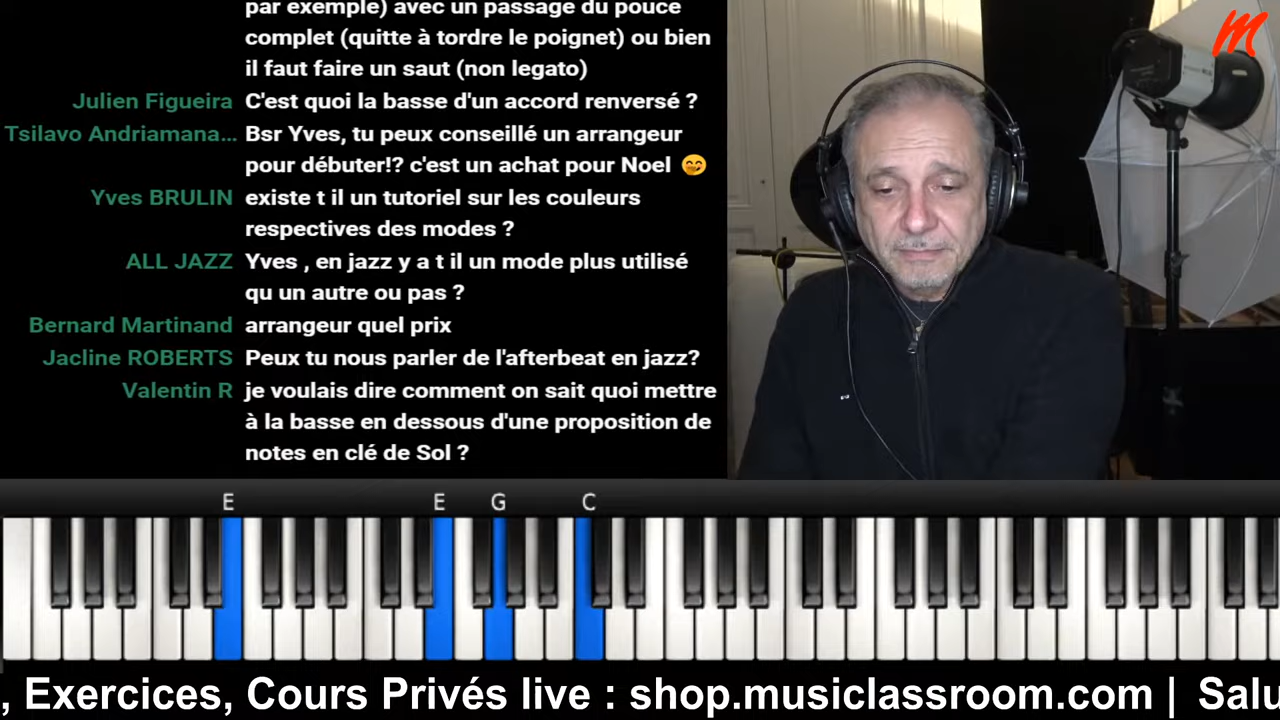 par exemple) avec un passage du pouce
complet (quitte à tordre le poignet) ou bien
il faut faire un saut (non legato)
Julien Figueira C'est quoi la basse d'un accord renversé ?
Tsilavo Andriamana... Bsr Yves, tu peux conseillé un arrangeur
pour débuter!? c'est un achat pour Noel 🤭
Yves BRULIN existe t il un tutoriel sur les couleurs
respectives des modes ?
ALL JAZZ Yves , en jazz y a t il un mode plus utilisé
qu un autre ou pas ?
Bernard Martinand arrangeur quel prix
Jacline ROBERTS Peux tu nous parler de l'afterbeat en jazz?
Valentin R je voulais dire comment on sait quoi mettre
à la basse en dessous d'une proposition de
notes en clé de Sol ?
E E G C
, Exercices, Cours Privés live : shop.musiclassroom.com | Salu